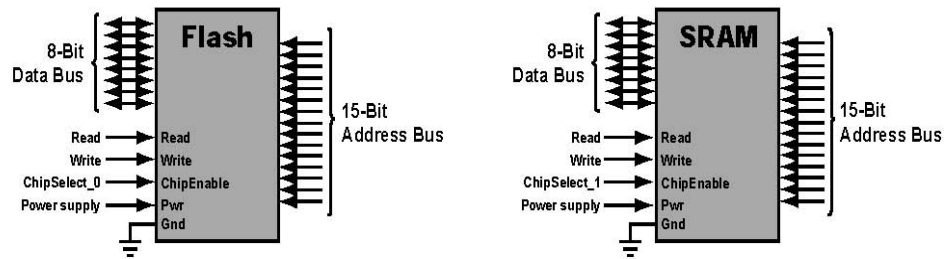 Flash
8-Bit
Data Bus
15-Bit
Address Bus
Read
Read
Write
Write
ChipSelect_0
ChipEnable
Power supply
Pwr
Gnd
SRAM
8-Bit
Data Bus
15-Bit
Address Bus
Read
Read
Write
Write
ChipSelect_1
ChipEnable
Power supply
Pwr
Gnd